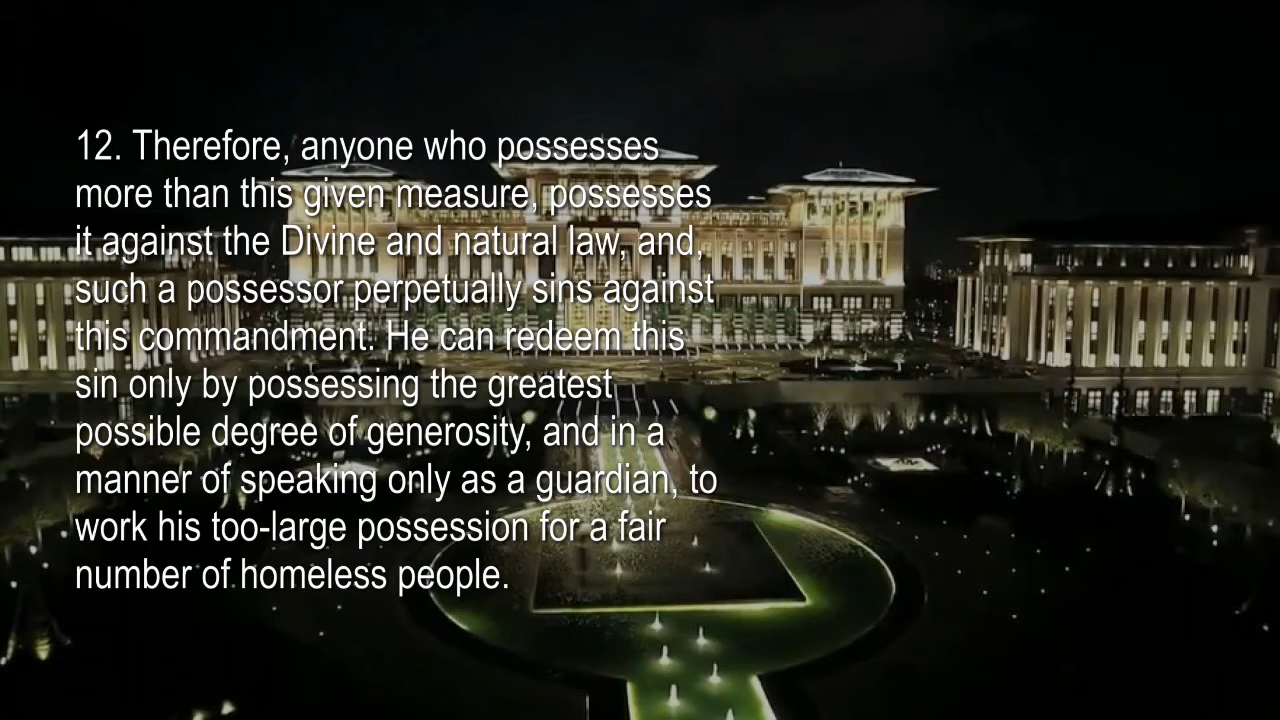 12. Therefore, anyone who possesses
more than this given measure, possesses
it against the Divine and natural law, and,
such a possessor perpetually sins against
this commandment. He can redeem this
sin only by possessing the greatest
possible degree of generosity, and in a
manner of speaking only as a guardian, to
work his too-large possession for a fair
number of homeless people.